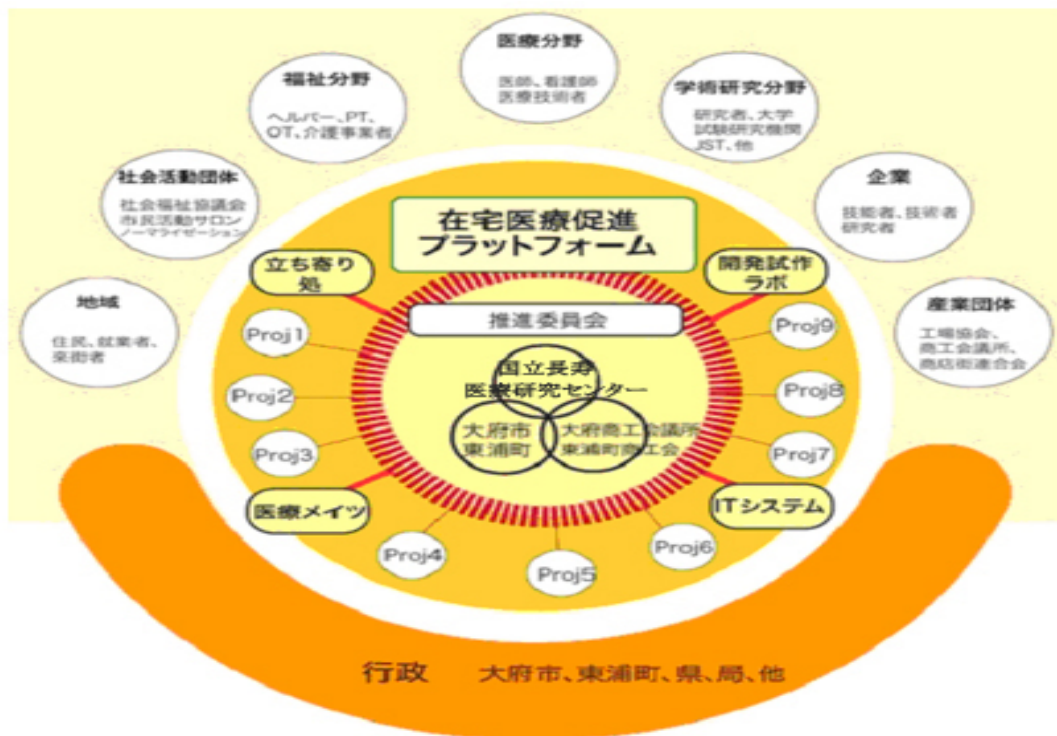 医療分野
医師、看護師
医療技術者
福祉分野
ヘルパー、PT、
OT、介護事業者
学術研究分野
研究者、大学
試験研究機関
JST、他
社会活動団体
社会福祉協議会
市民活動サロン
ノーマライゼーション
企業
技能者、技術者
研究者
地域
住民、就業者、
来街者
産業団体
工場協会、
商工会議所、
商店街連合会
在宅医療促進
プラットフォーム
立ち寄り
処
開発試作
ラボ
推進委員会
国立長寿
医療研究センター
大府市
東浦町
大府商工会議所
東浦町商工会
Proj1
Proj2
Proj3
医療メイツ
Proj4
Proj5
Proj6
ITシステム
Proj7
Proj8
Proj9
行政 大府市、東浦町、県、局、他